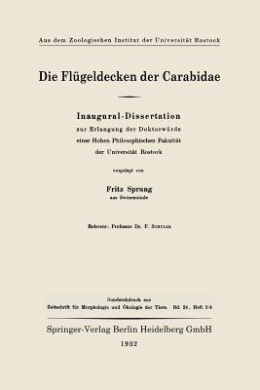 Aus dem Zoologischen Institut der Universität Rostock
Die Flügeldecken der Carabidae
Inaugural-Dissertation
zur Erlangung der Doktorwürde
einer Hohen Philosophischen Fakultät
der Universität Rostock
vorgelegt von
Fritz Sprung
aus Swinemünde
Referent: Professor Dr. P. Schulze
Sonderabdruck aus
Zeitschrift für Morphologie und Ökologie der Tiere. Bd. 24, Heft 3/4
Springer-Verlag Berlin Heidelberg GmbH
1932